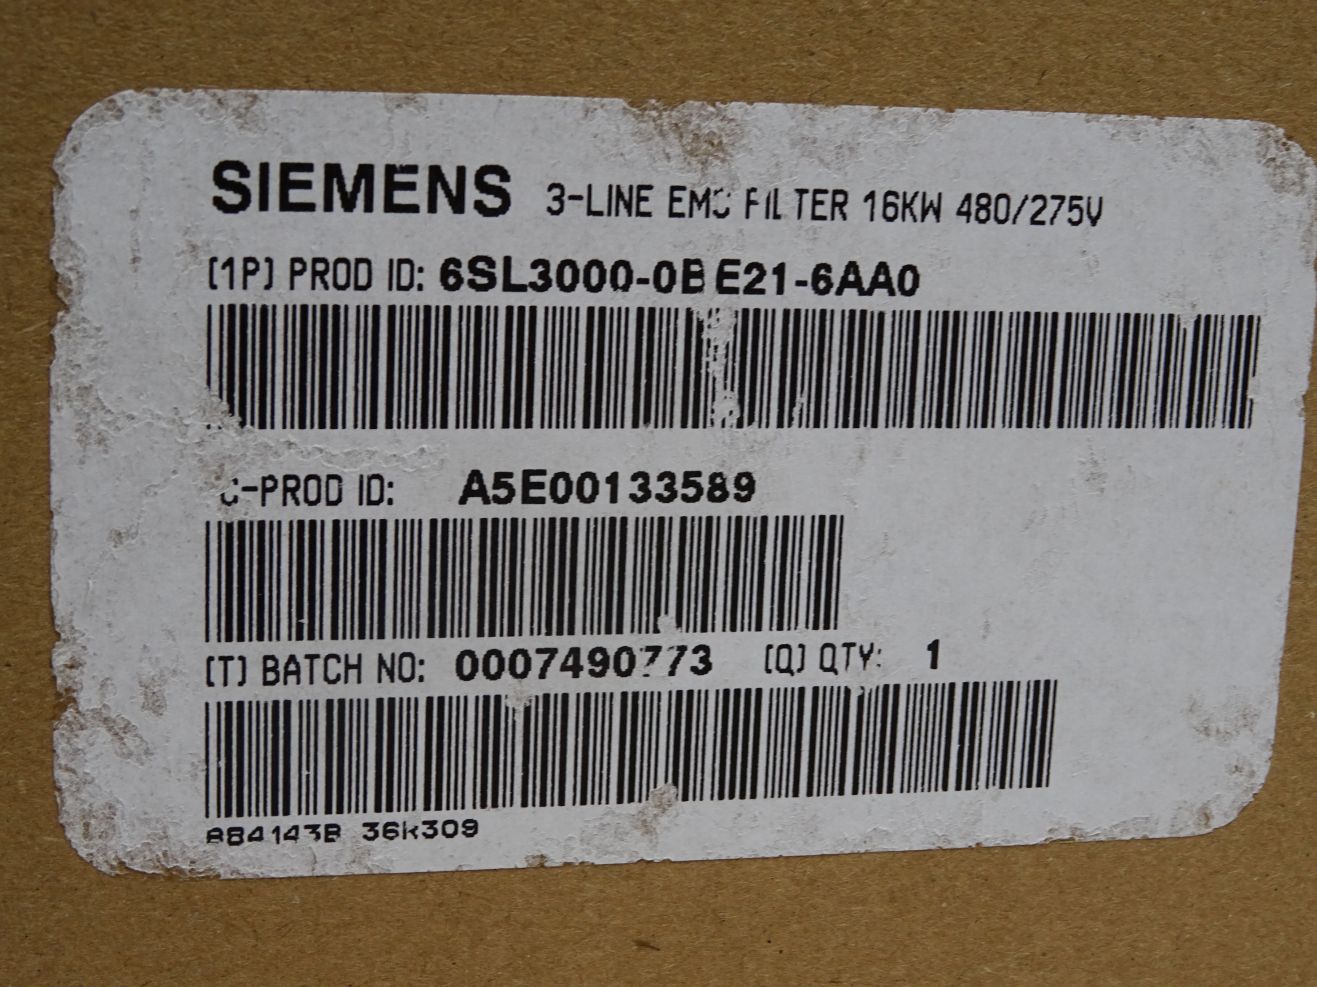 SIEMENS 3-LINE EMC FILTER 16KW 480/275V
(1P) PROD ID: 6SL3000-0BE21-6AA0
C-PROD ID: A5E00133589
(T) BATCH NO: 0007490773 (Q) QTY: 1
884143B 36K309